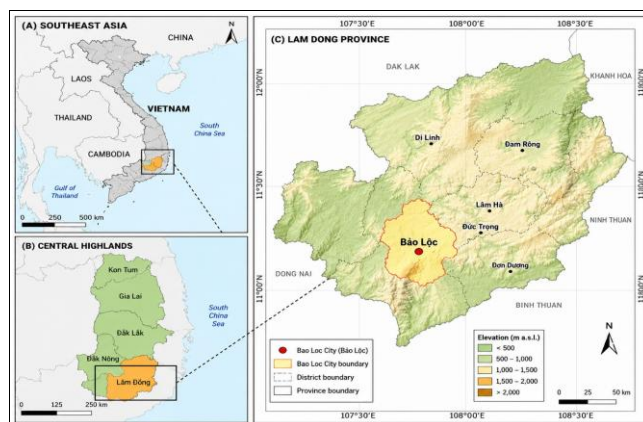 (A) SOUTHEAST ASIA
N
CHINA
LAOS
VIETNAM
THAILAND
South
China Sea
CAMBODIA
Gulf of
Thailand
0 250 500 km
(B) CENTRAL HIGHLANDS
Kon Tum
Gia Lai
Đắk Lắk
Đắk Nông
Lâm Đồng
South
China
Sea
0 125 250 km
(C) LAM DONG PROVINCE
107°30'E 108°00'E 108°30'E
N
DAK LAK
KHANH HOA
12°00'N
Di Linh
Đam Rông
11°30'N
Lâm Hà
Đức Trọng
NINH THUAN
Bảo Lộc
Đơn Dương
DONG NAI
11°00'N
BINH THUAN
Bao Loc City (Bảo Lộc)
Bao Loc City boundary
District boundary
Province boundary
Elevation (m a.s.l.)
< 500
500 – 1,000
1,000 – 1,500
1,500 – 2,000
> 2,000
N
0 25 50 km
107°30'E 108°00'E 108°30'E